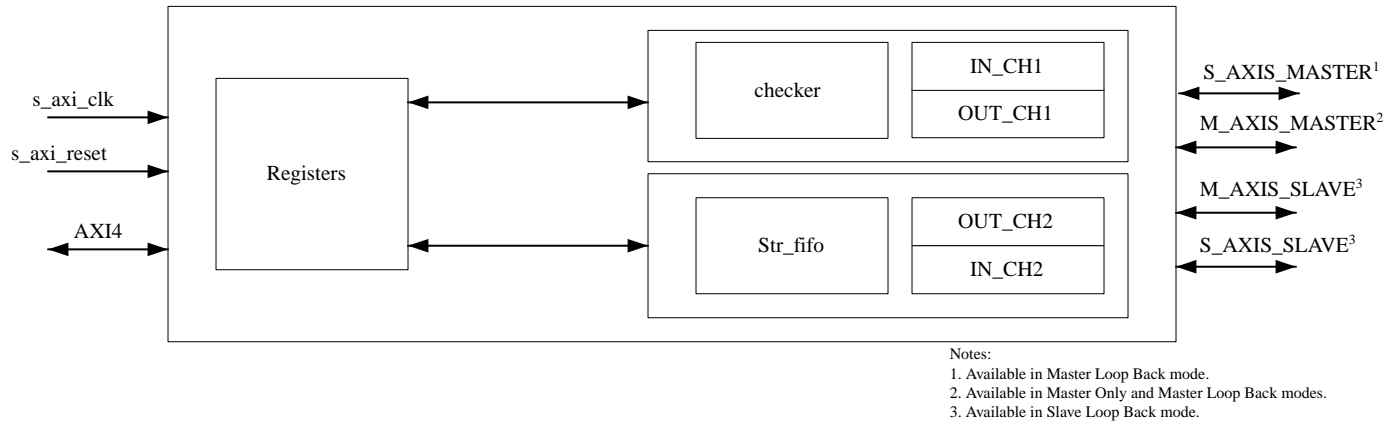 s_axi_clk
s_axi_reset
AXI4
Registers
checker
IN_CH1
OUT_CH1
Str_fifo
OUT_CH2
IN_CH2
S_AXIS_MASTER¹
M_AXIS_MASTER²
M_AXIS_SLAVE³
S_AXIS_SLAVE³
Notes:
1. Available in Master Loop Back mode.
2. Available in Master Only and Master Loop Back modes.
3. Available in Slave Loop Back mode.